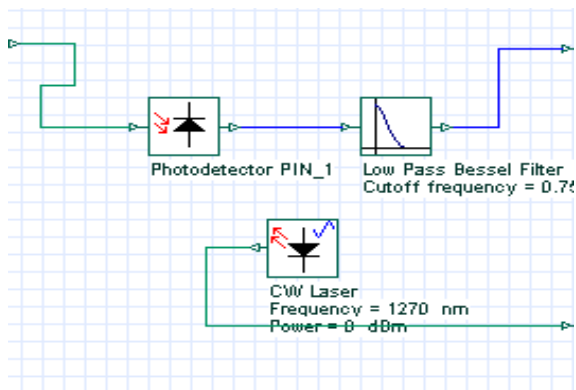 Photodetector PIN_1
Low Pass Bessel Filter
Cutoff frequency = 0.75
CW Laser
Frequency = 1270 nm
Power = 0 dBm